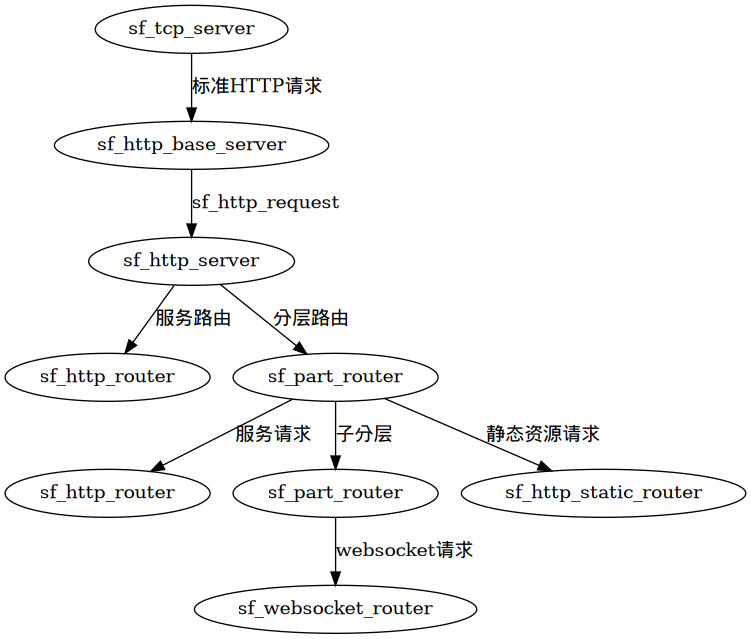 sf_tcp_server
标准HTTP请求
sf_http_base_server
sf_http_request
sf_http_server
服务路由
分层路由
sf_http_router
sf_part_router
服务请求
子分层
静态资源请求
sf_http_router
sf_part_router
sf_http_static_router
websocket请求
sf_websocket_router